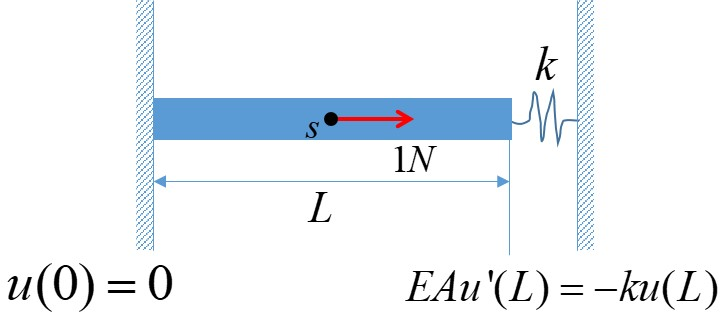 k
s
1N
L
u(0) = 0
EAu'(L) = −ku(L)